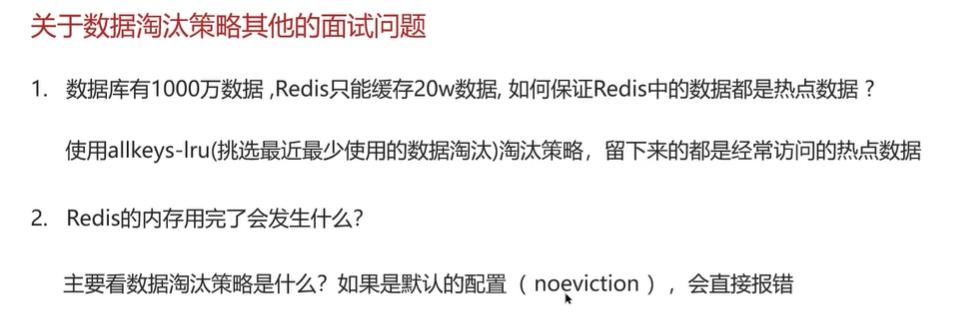 关于数据淘汰策略其他的面试问题
1. 数据库有1000万数据 ,Redis只能缓存20w数据, 如何保证Redis中的数据都是热点数据 ?
使用allkeys-lru(挑选最近最少使用的数据淘汰)淘汰策略，留下来的都是经常访问的热点数据
2. Redis的内存用完了会发生什么?
主要看数据淘汰策略是什么？如果是默认的配置（ noeviction ），会直接报错